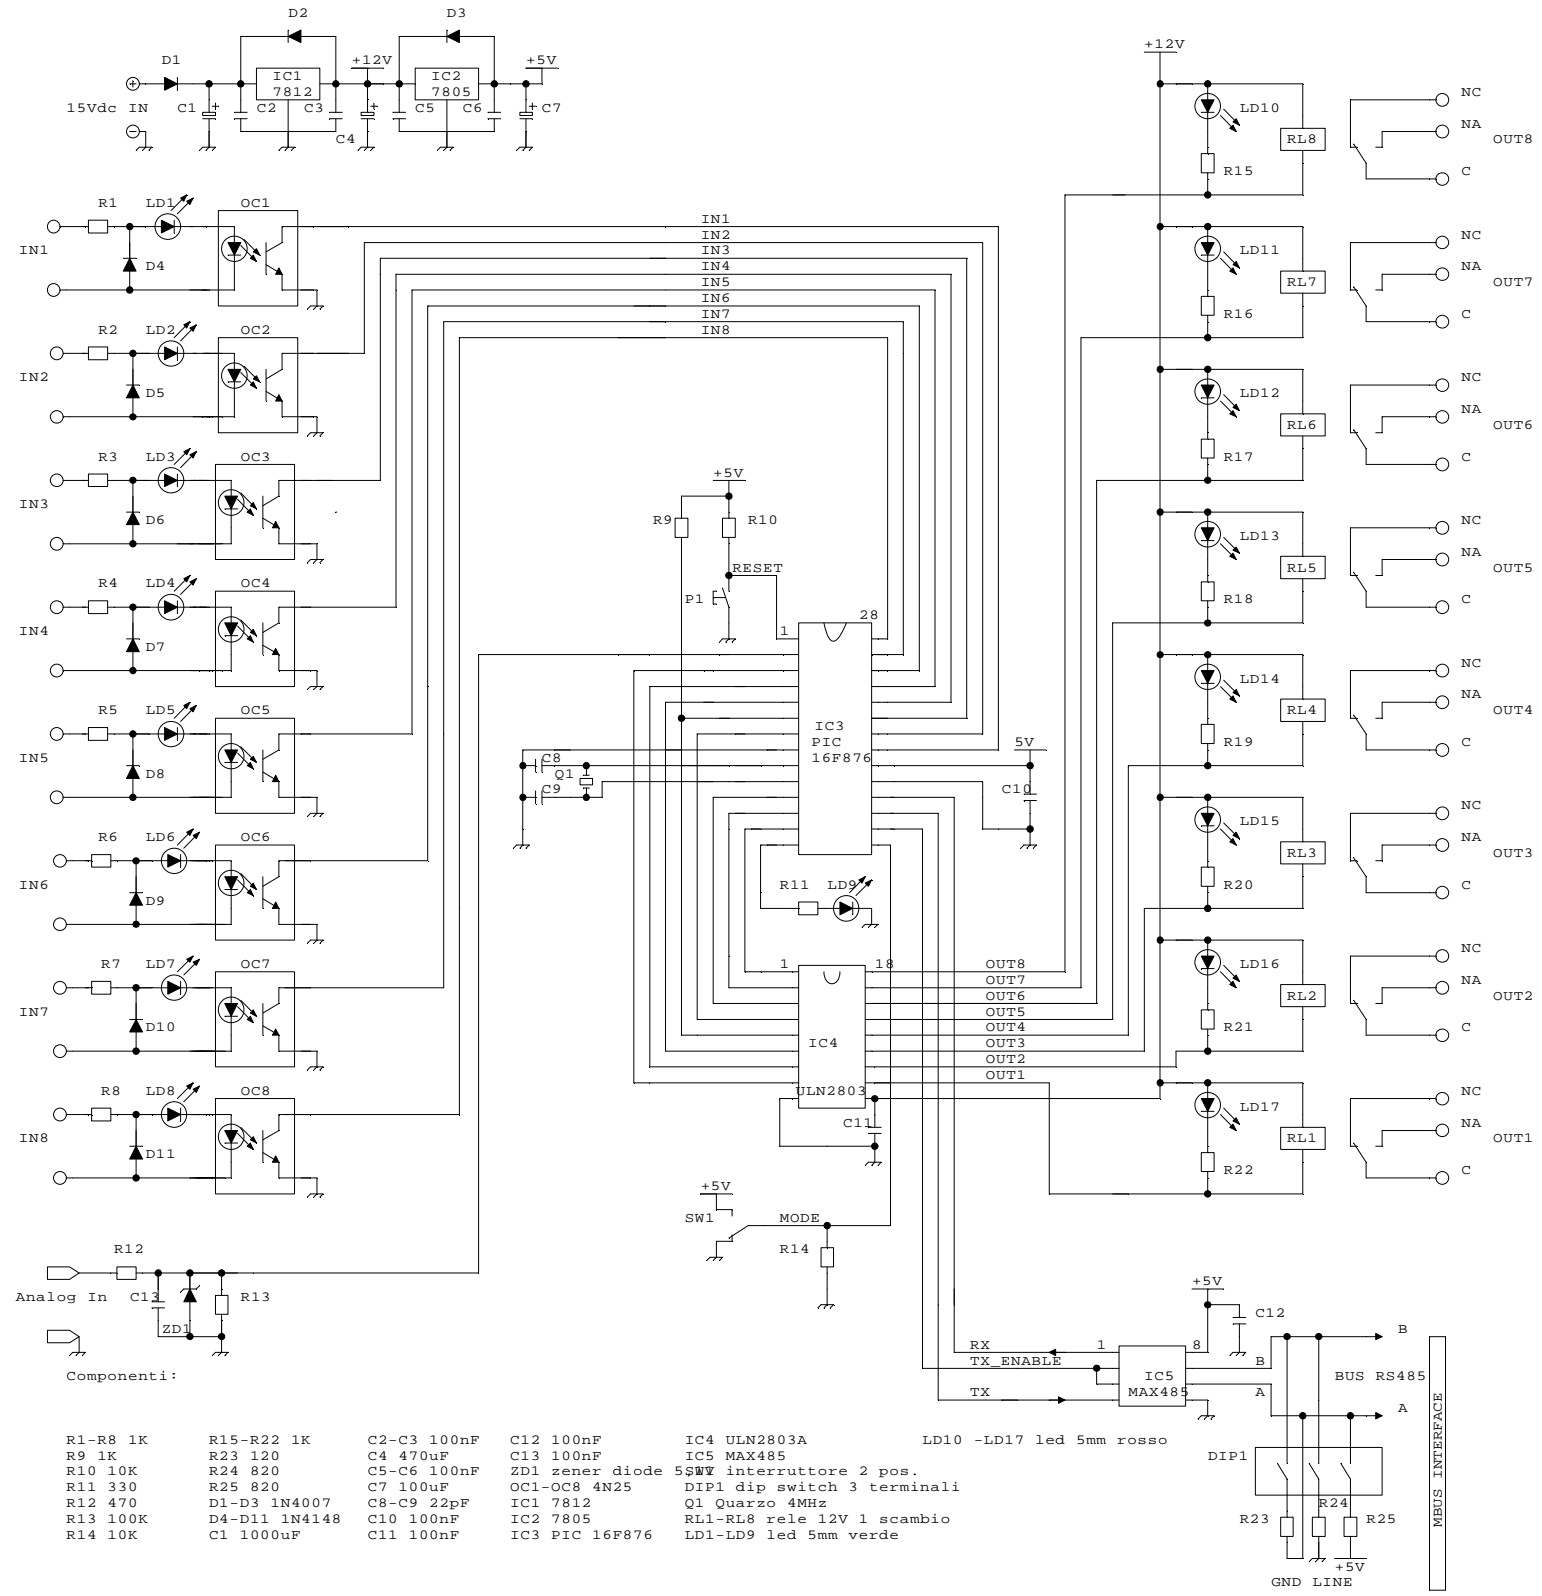 D2
D3
D1
+12V
+5V
IC1
7812
IC2
7805
15Vdc IN
C1
+
C2
C3
C4
+
C5
C6
C7
+
+12V
LD10
RL8
R15
NC
NA
OUT8
C
R1
LD1
OC1
IN1
D4
IN1
IN2
IN3
IN4
IN5
IN6
IN7
IN8
LD11
RL7
R16
NC
NA
OUT7
C
R2
LD2
OC2
IN2
D5
LD12
RL6
R17
NC
NA
OUT6
C
R3
LD3
OC3
IN3
D6
+5V
R9
R10
RESET
P1
LD13
RL5
R18
NC
NA
OUT5
C
R4
LD4
OC4
IN4
D7
1
28
IC3
PIC
16F876
LD14
RL4
R19
NC
NA
OUT4
C
R5
LD5
OC5
IN5
D8
C8
Q1
C9
5V
C10
LD15
RL3
R20
NC
NA
OUT3
C
R6
LD6
OC6
IN6
D9
R11
LD9
LD16
RL2
R21
NC
NA
OUT2
C
R7
LD7
OC7
IN7
D10
1
18
IC4
ULN2803
OUT8
OUT7
OUT6
OUT5
OUT4
OUT3
OUT2
OUT1
C11
LD17
RL1
R22
NC
NA
OUT1
C
R8
LD8
OC8
IN8
D11
+5V
SW1
MODE
R14
R12
Analog In
C13
ZD1
R13
+5V
C12
RX
1
8
TX_ENABLE
B
IC5
MAX485
TX
A
B
BUS RS485
A
MBUS INTERFACE
DIP1
R24
R23
R25
+5V
GND LINE
Componenti:
R1-R8 1K
R9 1K
R10 10K
R11 330
R12 470
R13 100K
R14 10K
R15-R22 1K
R23 120
R24 820
R25 820
D1-D3 1N4007
D4-D11 1N4148
C1 1000uF
C2-C3 100nF
C4 470uF
C5-C6 100nF
C7 100uF
C8-C9 22pF
C10 100nF
C11 100nF
C12 100nF
C13 100nF
ZD1 zener diode
OC1-OC8 4N25
IC1 7812
IC2 7805
IC3 PIC 16F876
IC4 ULN2803A
IC5 MAX485
interruttore 2 pos.
DIP1 dip switch 3 terminali
Q1 Quarzo 4MHz
RL1-RL8 rele 12V 1 scambio
LD1-LD9 led 5mm verde
LD10 -LD17 led 5mm rosso